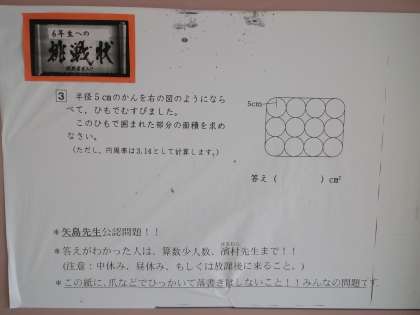 6年生への
挑戦状
3 半径5cmのかんを右の図のようになら
べて、ひもでむすびました。
このひもで囲まれた部分の面積を求め
なさい。
(ただし、円周率は3.14として計算します。)
5cm
答え( )cm²
*矢島先生公認問題!!
*答えがわかった人は、算数少人数、濱村先生まで!!
(注意:中休み、昼休み、もしくは放課後に来ること。)
*この紙に、爪などでひっかいて落書きはしないこと!!みんなの問題です